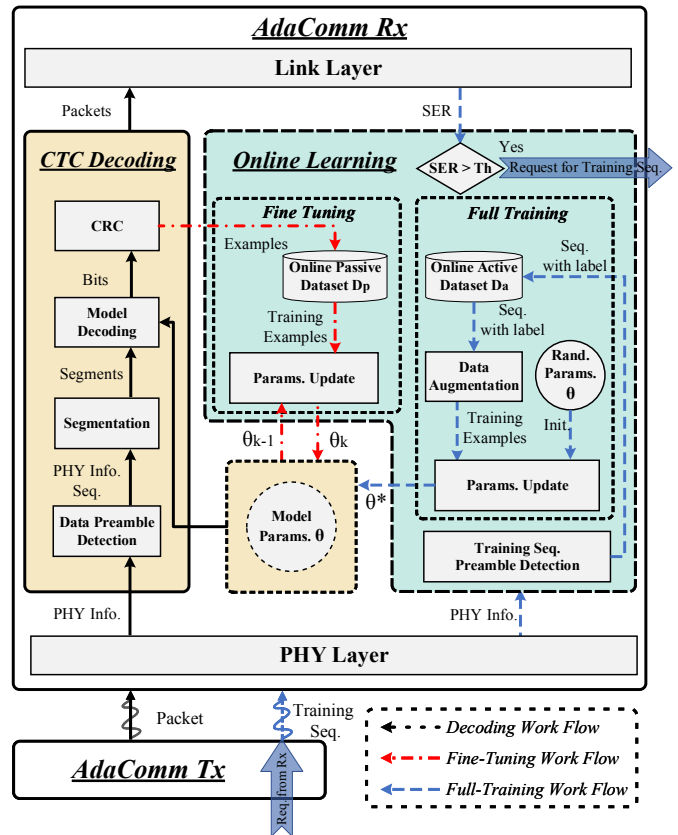 AdaComm Rx
Link Layer
Packets
SER
CTC Decoding
Online Learning
SER > Th
Yes
Request for Training Seq.
Fine Tuning
Full Training
CRC
Examples
Online Passive
Dataset Dp
Online Active
Dataset Da
Seq.
with label
Bits
Training
Examples
Seq.
with label
Model
Decoding
Params. Update
Data
Augmentation
Rand.
Params.
θ
Segments
Segmentation
θk-1
θk
Training
Examples
Init.
PHY Info.
Seq.
Params. Update
θ*
Data Preamble
Detection
Model
Params. θ
Training Seq.
Preamble Detection
PHY Info.
PHY Info.
PHY Layer
Packet
Training
Seq.
AdaComm Tx
Req. from Rx
Decoding Work Flow
Fine-Tuning Work Flow
Full-Training Work Flow